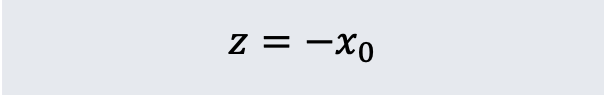 z = −x₀